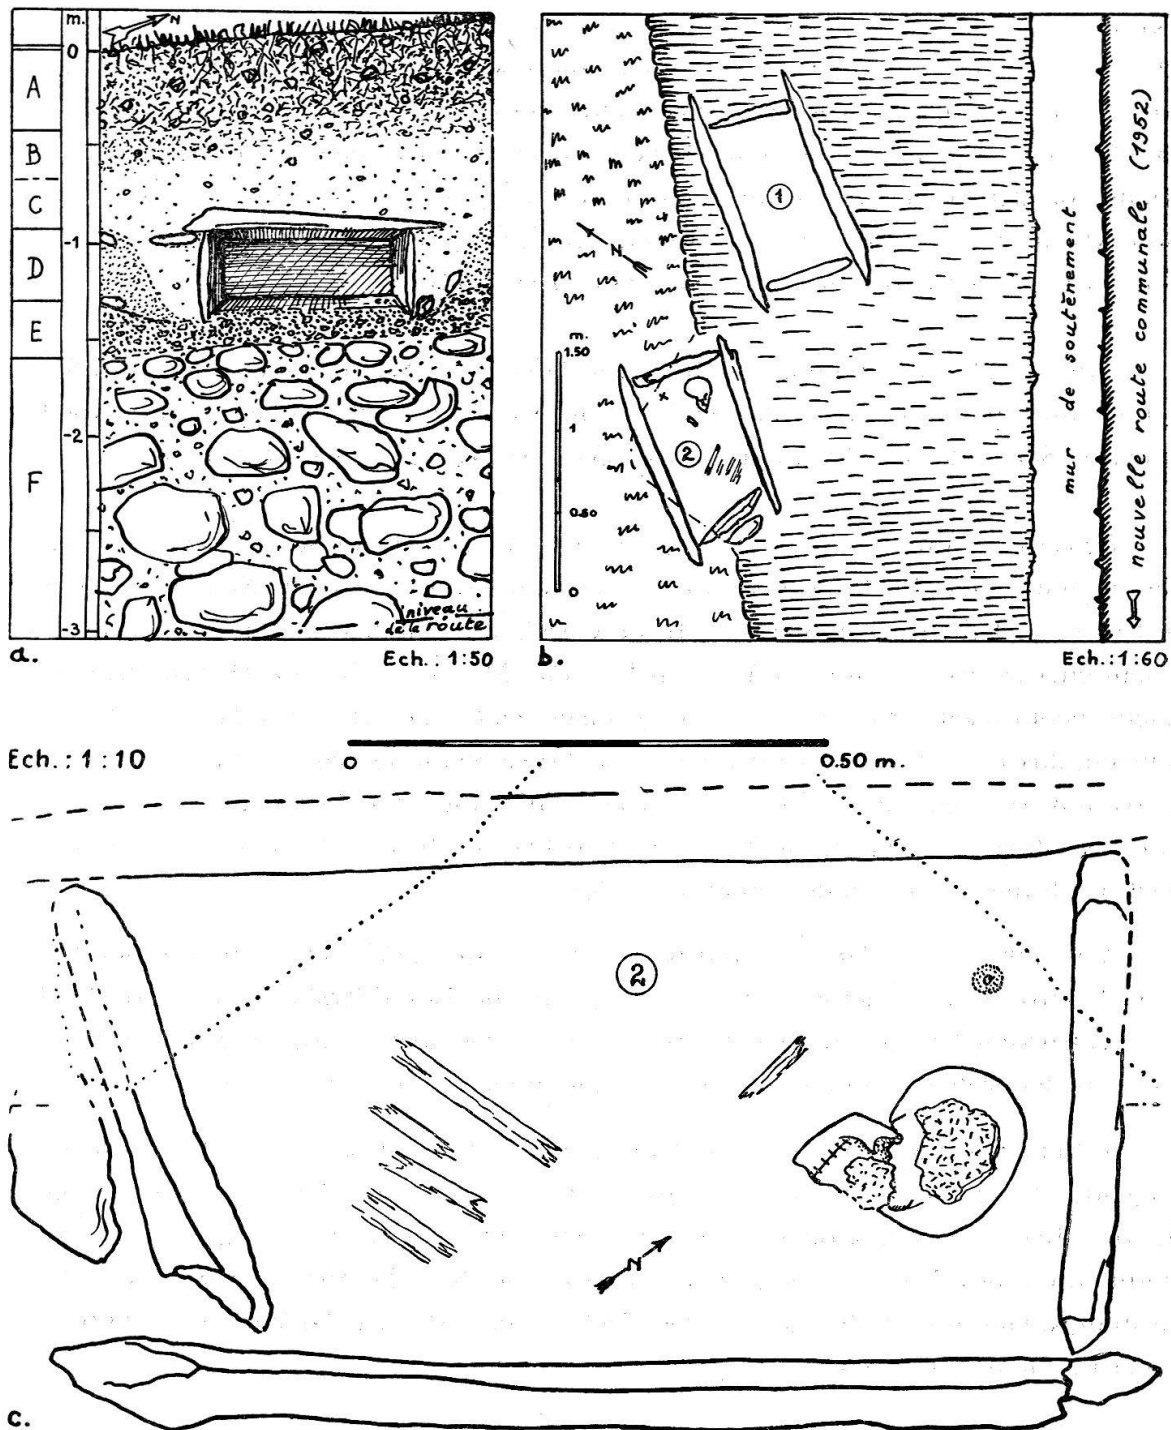 m.
N
0
A
B
C
-1
D
E
-2
F
niveau
de la route
-3
a.
Ech.: 1:50
1
N
m.
1.50
1
0.50
0
2
mur de soutènement
nouvelle route communale (1952)
b.
Ech.: 1:60
Ech.: 1:10
0
0.50 m.
2
N
c.